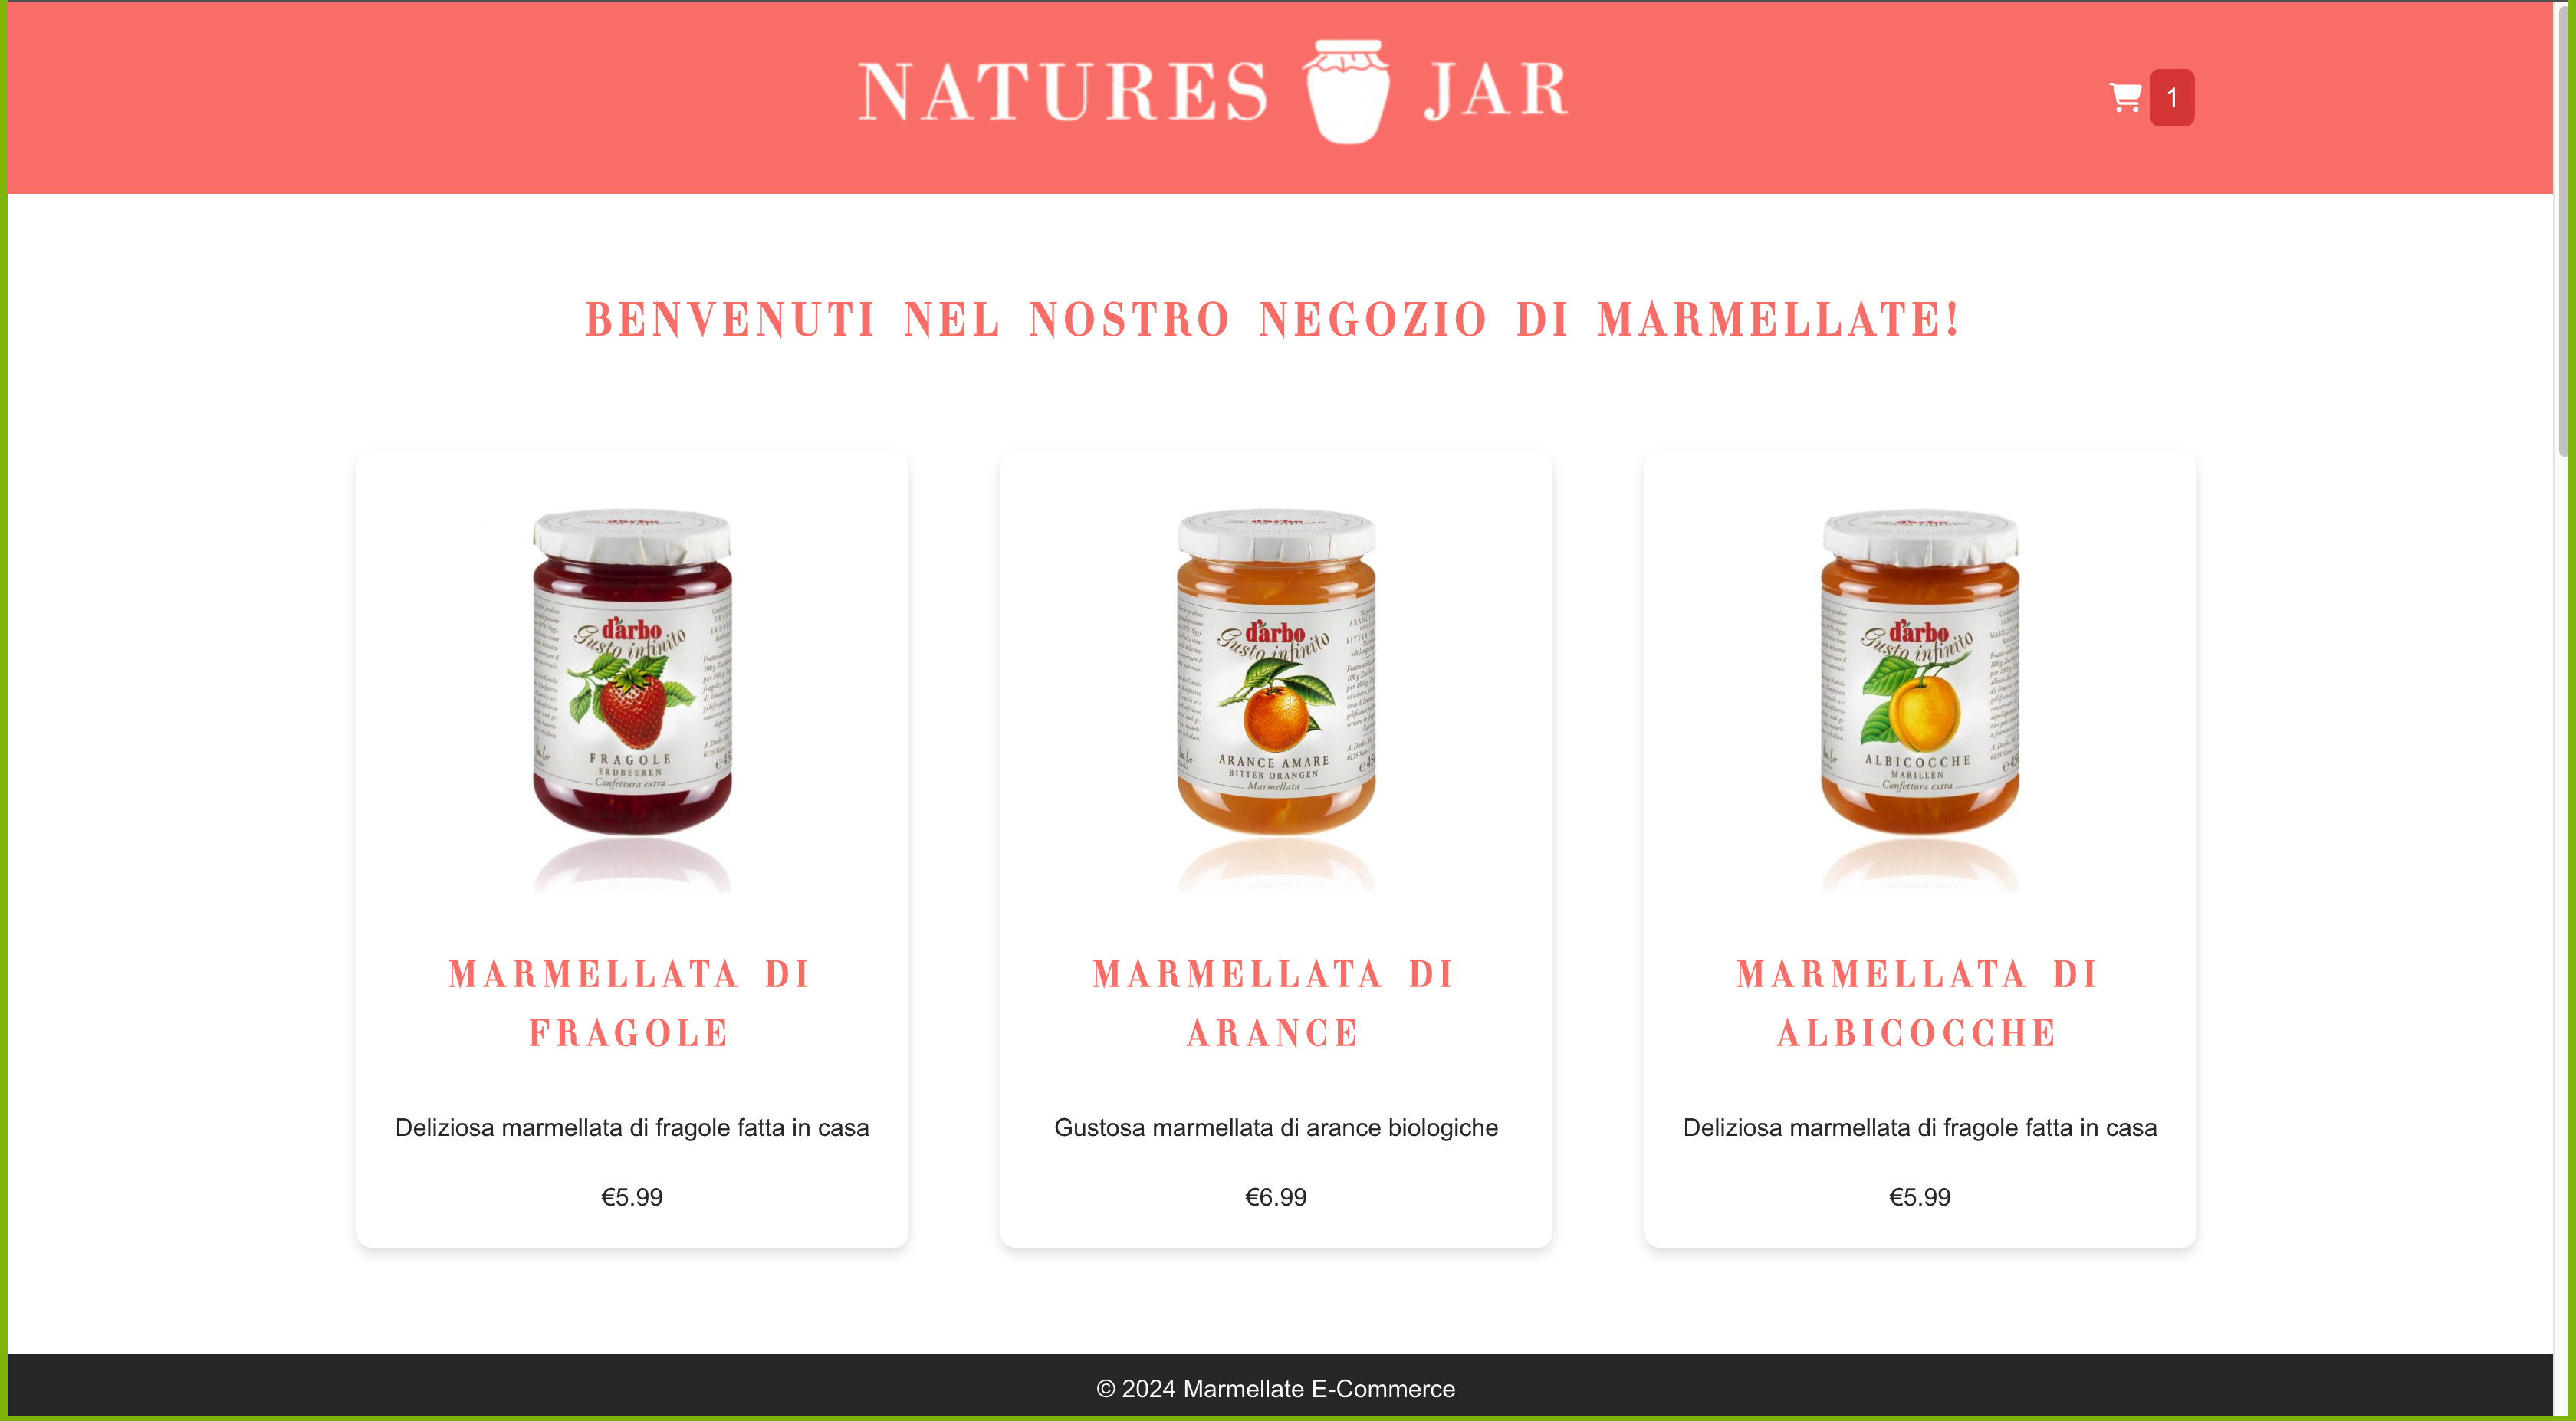 NATURES JAR
1
BENVENUTI NEL NOSTRO NEGOZIO DI MARMELLATE!
d'arbo
Gusto infinito
FRAGOLE
ERDBEEREN
Confettura extra
d'arbo
Gusto infinito
ARANCE AMARE
BITTER ORANGEN
Marmellata
d'arbo
Gusto infinito
ALBICOCCHE
MARILLEN
Confettura extra
MARMELLATA DI
FRAGOLE
MARMELLATA DI
ARANCE
MARMELLATA DI
ALBICOCCHE
Deliziosa marmellata di fragole fatta in casa
Gustosa marmellata di arance biologiche
Deliziosa marmellata di fragole fatta in casa
€5.99
€6.99
€5.99
© 2024 Marmellate E-Commerce